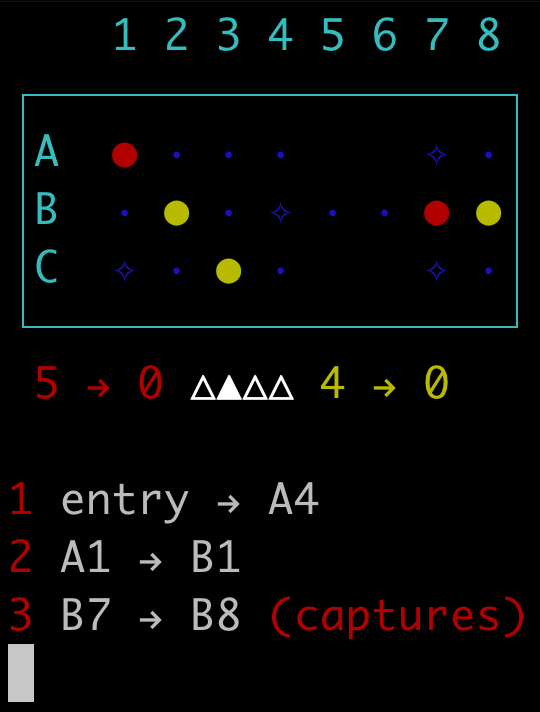 1 2 3 4 5 6 7 8
A
B
C
5 → 0 △▲△△ 4 → 0
1 entry → A4
2 A1 → B1
3 B7 → B8 (captures)